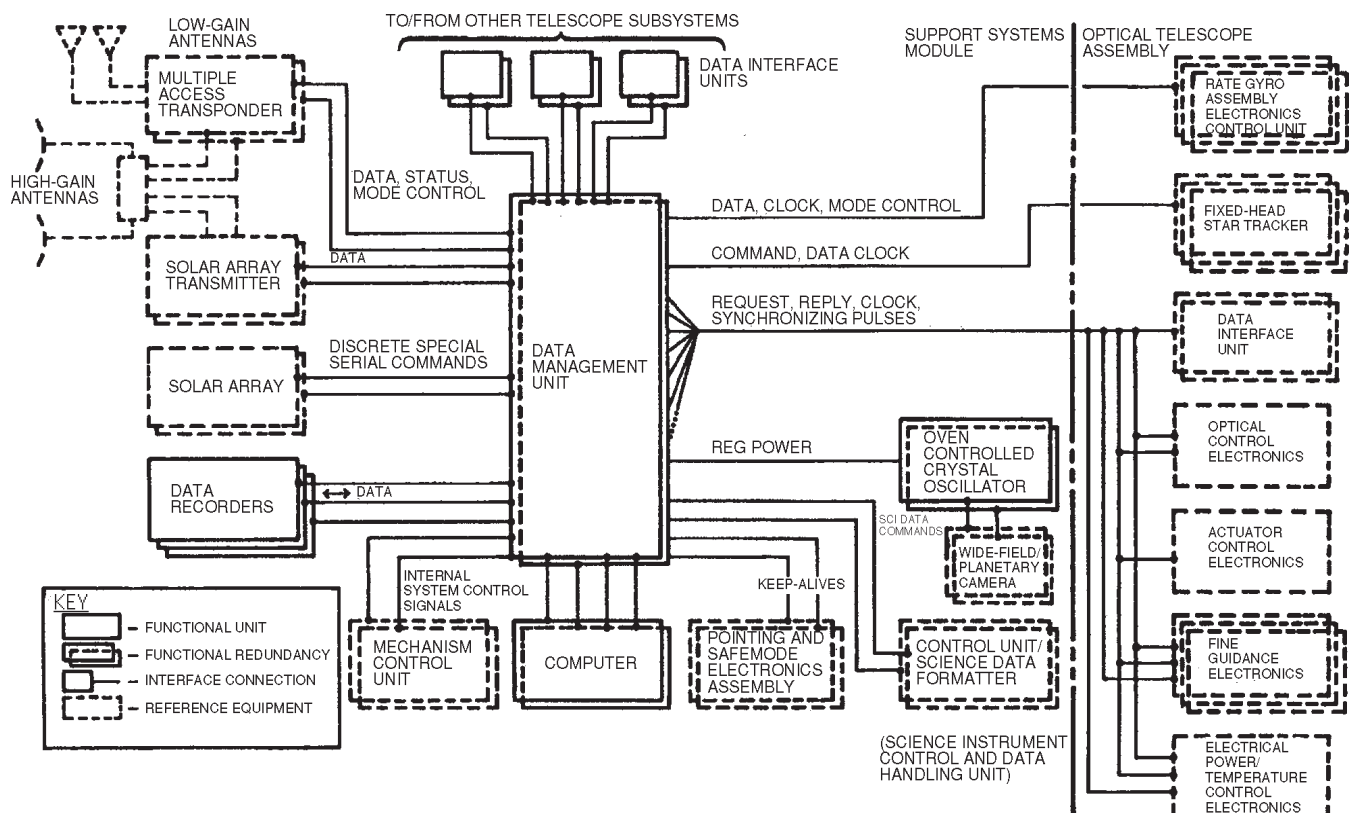 TO/FROM OTHER TELESCOPE SUBSYSTEMS
LOW-GAIN
ANTENNAS
MULTIPLE
ACCESS
TRANSPONDER
HIGH-GAIN
ANTENNAS
SOLAR ARRAY
TRANSMITTER
SOLAR ARRAY
DATA
RECORDERS
DATA, STATUS,
MODE CONTROL
DATA
DISCRETE SPECIAL
SERIAL COMMANDS
DATA
DATA INTERFACE
UNITS
DATA
MANAGEMENT
UNIT
SUPPORT SYSTEMS
MODULE
OPTICAL TELESCOPE
ASSEMBLY
DATA, CLOCK, MODE CONTROL
COMMAND, DATA CLOCK
REQUEST, REPLY, CLOCK,
SYNCHRONIZING PULSES
REG POWER
OVEN
CONTROLLED
CRYSTAL
OSCILLATOR
SCI DATA
COMMANDS
WIDE-FIELD/
PLANETARY
CAMERA
RATE GYRO
ASSEMBLY
ELECTRONICS
CONTROL UNIT
FIXED-HEAD
STAR TRACKER
DATA
INTERFACE
UNIT
OPTICAL
CONTROL
ELECTRONICS
ACTUATOR
CONTROL
ELECTRONICS
FINE
GUIDANCE
ELECTRONICS
ELECTRICAL
POWER/
TEMPERATURE
CONTROL
ELECTRONICS
INTERNAL
SYSTEM CONTROL
SIGNALS
KEEP-ALIVES
MECHANISM
CONTROL
UNIT
COMPUTER
POINTING AND
SAFEMODE
ELECTRONICS
ASSEMBLY
CONTROL UNIT/
SCIENCE DATA
FORMATTER
(SCIENCE INSTRUMENT
CONTROL AND DATA
HANDLING UNIT)
KEY
– FUNCTIONAL UNIT
– FUNCTIONAL REDUNDANCY
– INTERFACE CONNECTION
– REFERENCE EQUIPMENT